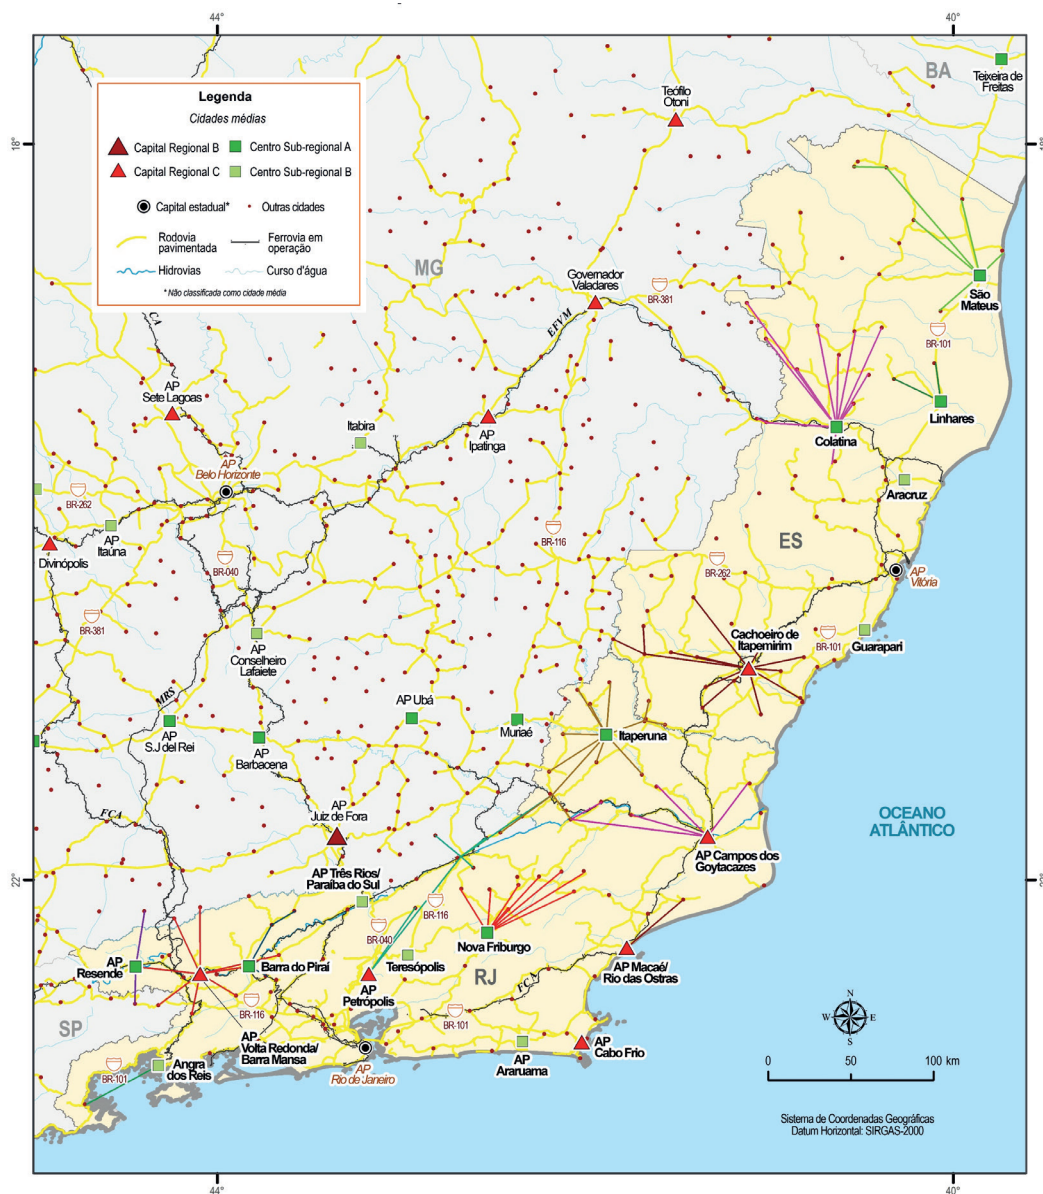 44°
40°
BA
Teixeira de
Freitas
Teófilo
Otoni
18°
Legenda
Cidades médias
Capital Regional B
Centro Sub-regional A
Capital Regional C
Centro Sub-regional B
Capital estadual*
Outras cidades
Rodovia
pavimentada
Ferrovia em
operação
Hidrovias
Curso d'água
* Não classificada como cidade média
MG
Governador
Valadares
BR-381
EFVM
São
Mateus
BR-101
AP
Sete Lagoas
Itabira
AP
Ipatinga
Colatina
Linhares
AP
Belo Horizonte
BR-262
Aracruz
AP
Itaúna
Divinópolis
BR-040
BR-116
ES
BR-262
AP
Vitória
BR-381
AP
Conselheiro
Lafaiete
Cachoeiro de
Itapemirim
BR-101
Guarapari
MRS
AP
S.J del Rei
AP
Barbacena
AP Ubá
Muriaé
Itaperuna
FCA
AP
Juiz de Fora
OCEANO
ATLÂNTICO
AP Campos dos
Goytacazes
22°
AP Três Rios/
Paraíba do Sul
BR-116
BR-040
Nova Friburgo
AP
Resende
Barra do Piraí
Teresópolis
RJ
AP Macaé/
Rio das Ostras
AP
Petrópolis
SP
BR-116
BR-101
AP
Volta Redonda/
Barra Mansa
Angra
dos Reis
BR-101
AP
Rio de Janeiro
AP
Araruama
AP
Cabo Frio
N
W
E
S
0
50
100 km
Sistema de Coordenadas Geográficas
Datum Horizontal: SIRGAS-2000
44°
40°